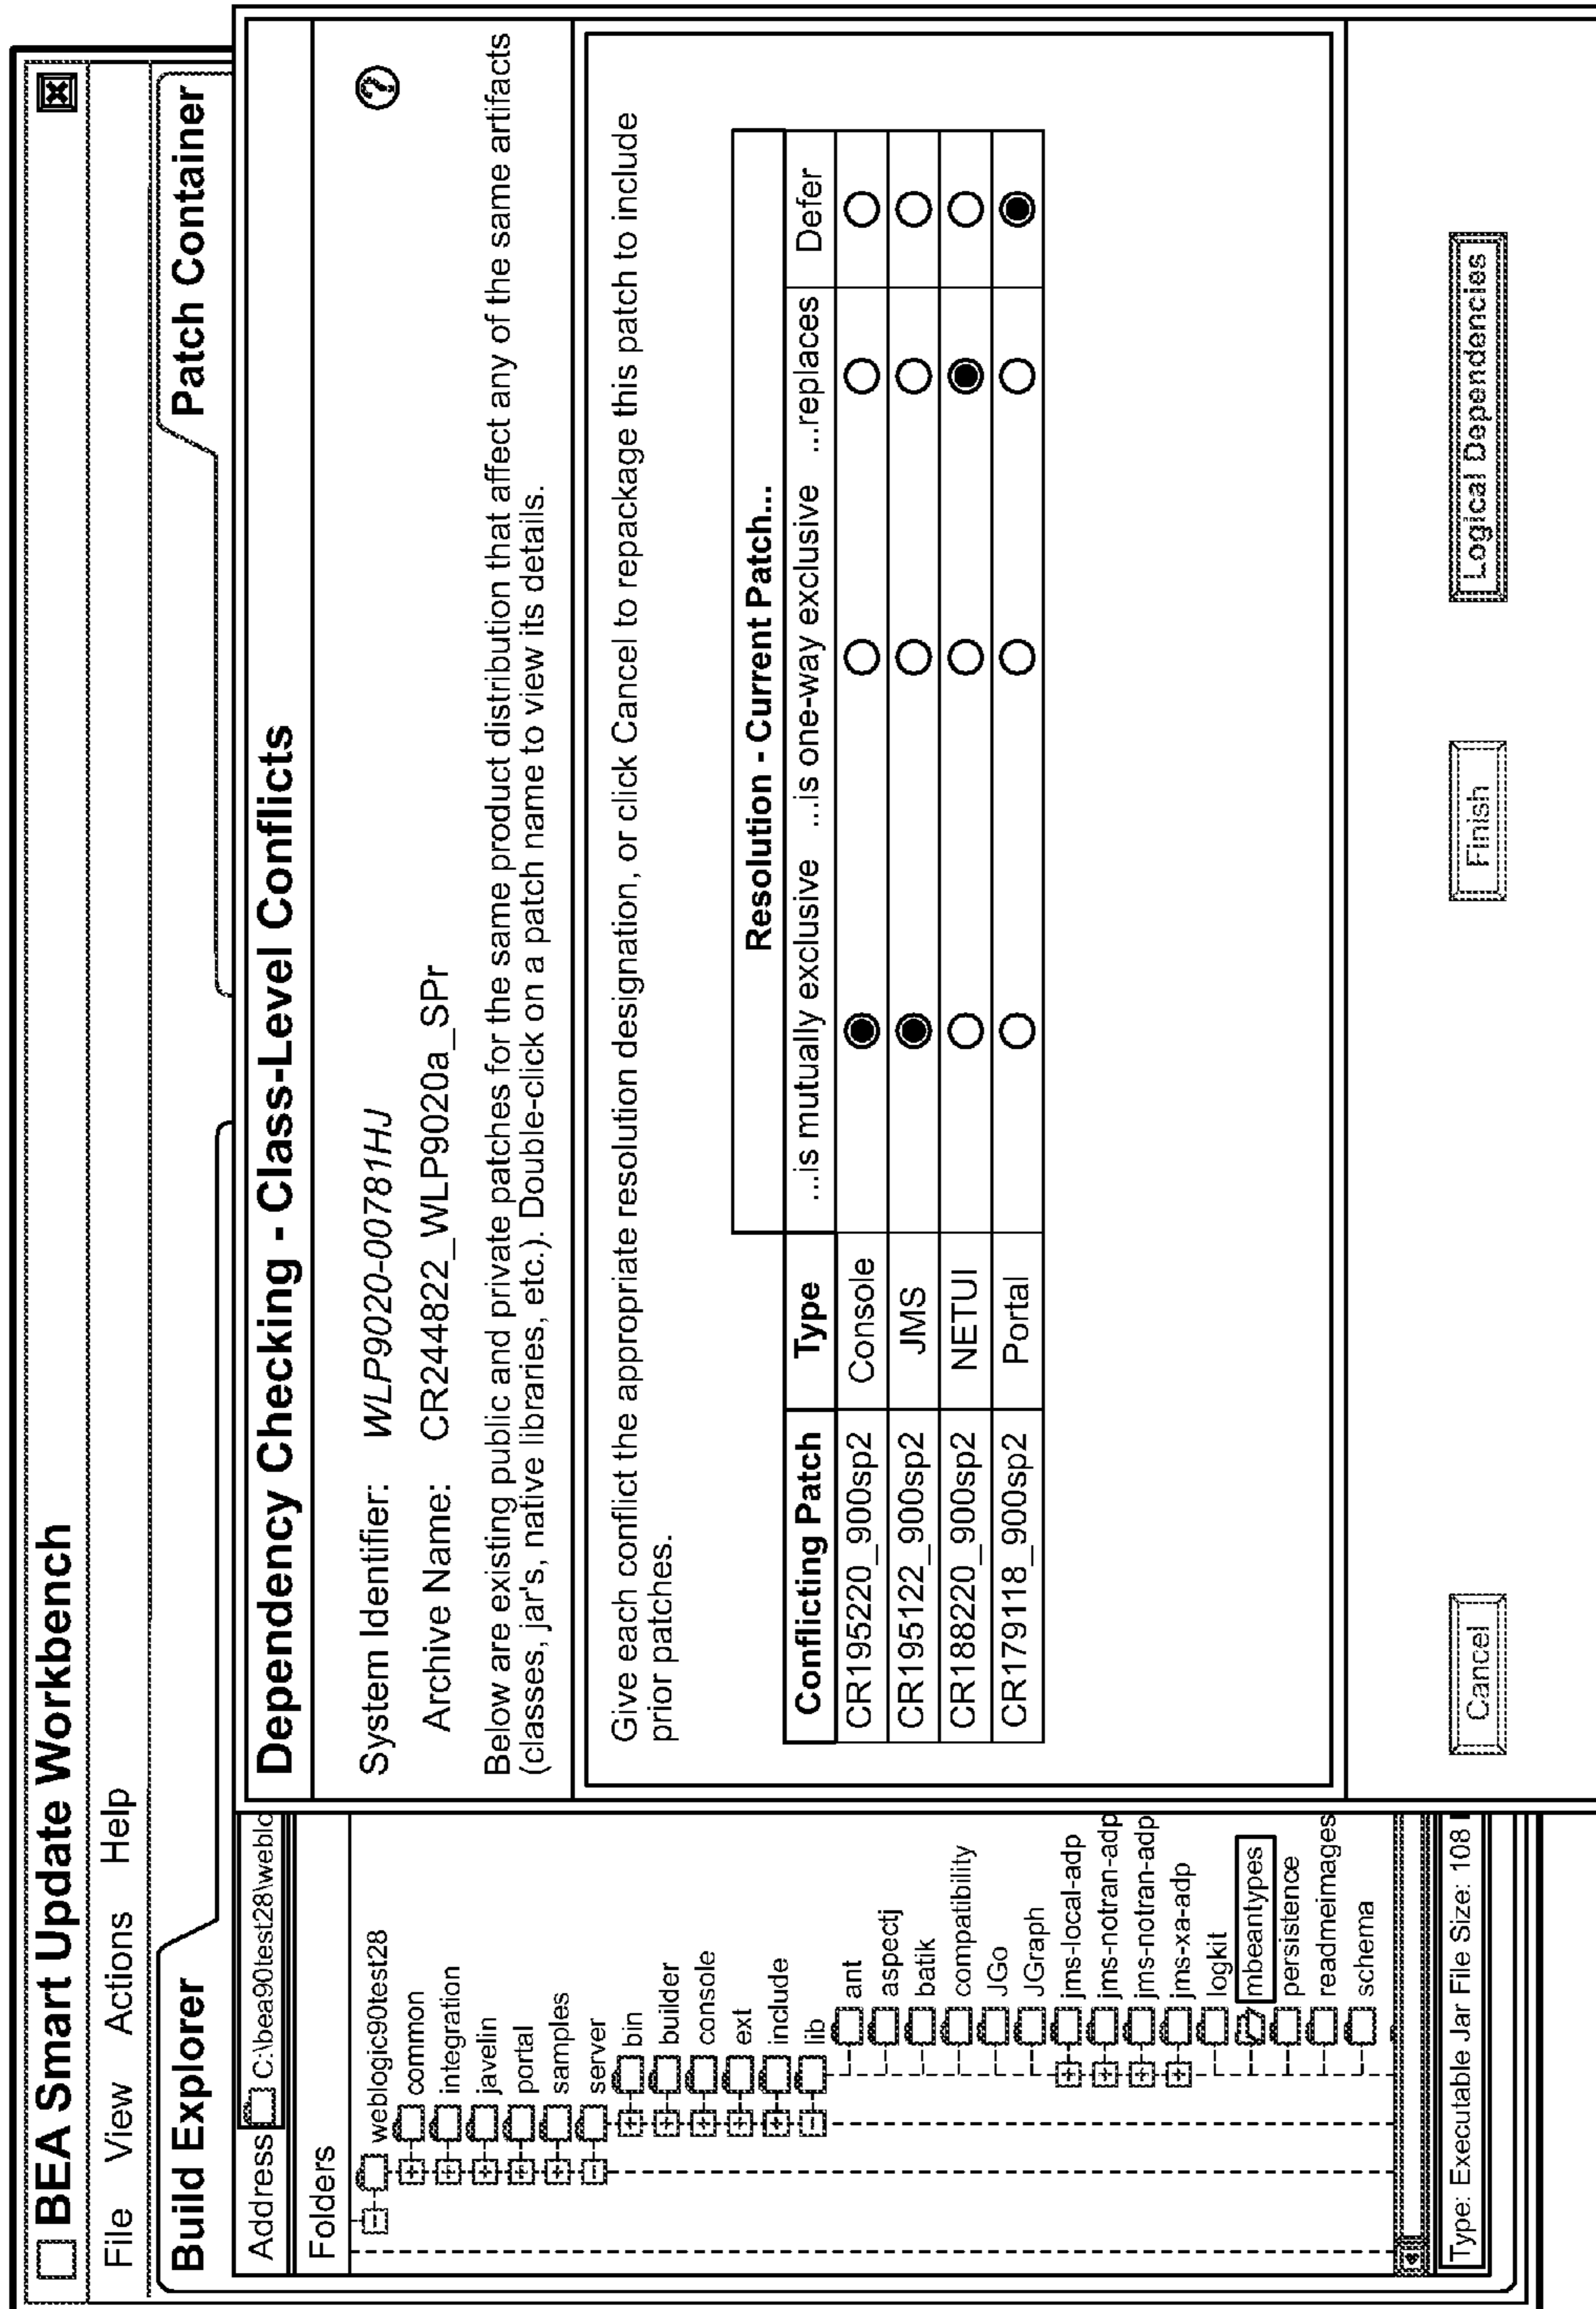 BEA Smart Update Workbench
File View Actions Help
Build Explorer
Patch Container
Address C:\bea90test28\weblo
Folders
weblogic90test28
common
integration
javelin
portal
samples
server
bin
builder
console
ext
include
lib
ant
aspectj
batik
compatibility
JGo
JGraph
jms-local-adp
jms-notran-adp
jms-notran-adp
jms-xa-adp
logkit
mbeantypes
persistence
readmeimages
schema
Type: Executable Jar File Size: 108
Dependency Checking - Class-Level Conflicts
System Identifier: WLP9020-00781HJ
?
Archive Name: CR244822_WLP9020a_SPr
Below are existing public and private patches for the same product distribution that affect any of the same artifacts
(classes, jar's, native libraries, etc.). Double-click on a patch name to view its details.
Give each conflict the appropriate resolution designation, or click Cancel to repackage this patch to include
prior patches.
Resolution - Current Patch...
Conflicting Patch Type ...is mutually exclusive ...is one-way exclusive ...replaces Defer
CR195220_900sp2 Console
CR195122_900sp2 JMS
CR188220_900sp2 NETUI
CR179118_900sp2 Portal
Cancel Finish Logical Dependencies